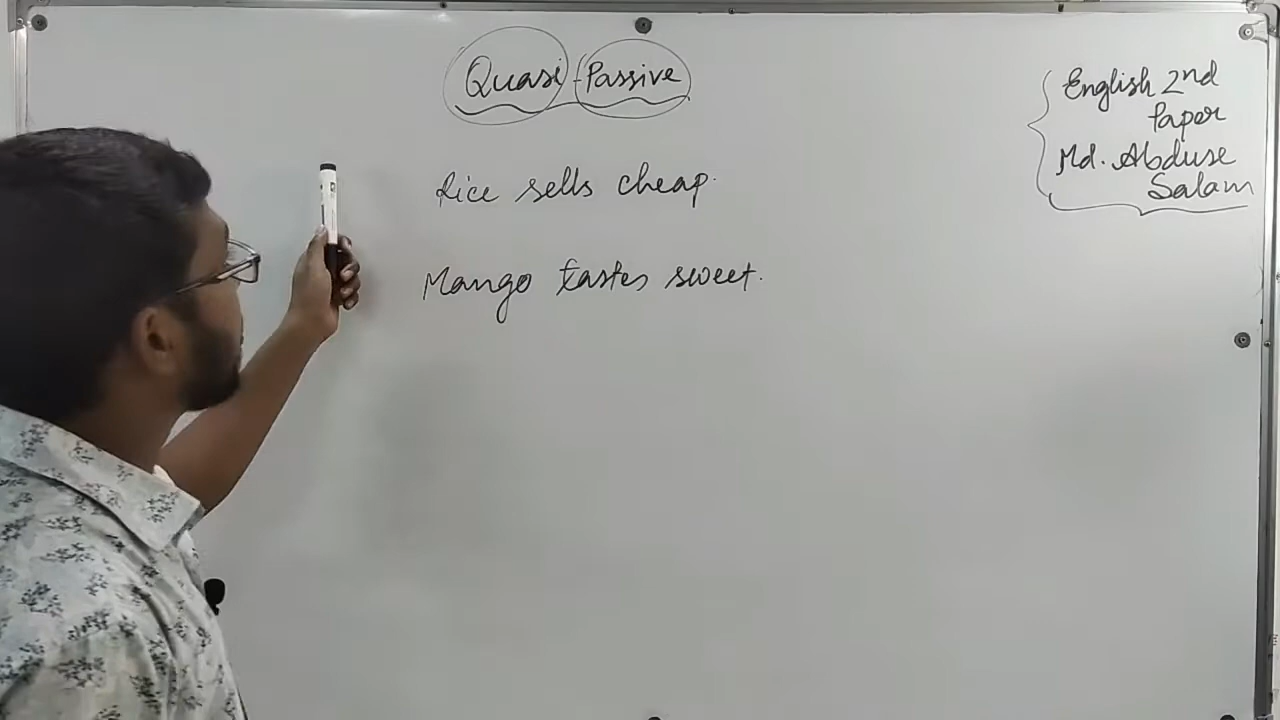 Quasi-Passive
Rice sells cheap.
Mango tastes sweet.
English 2nd
Paper
Md. Abduse
Salam